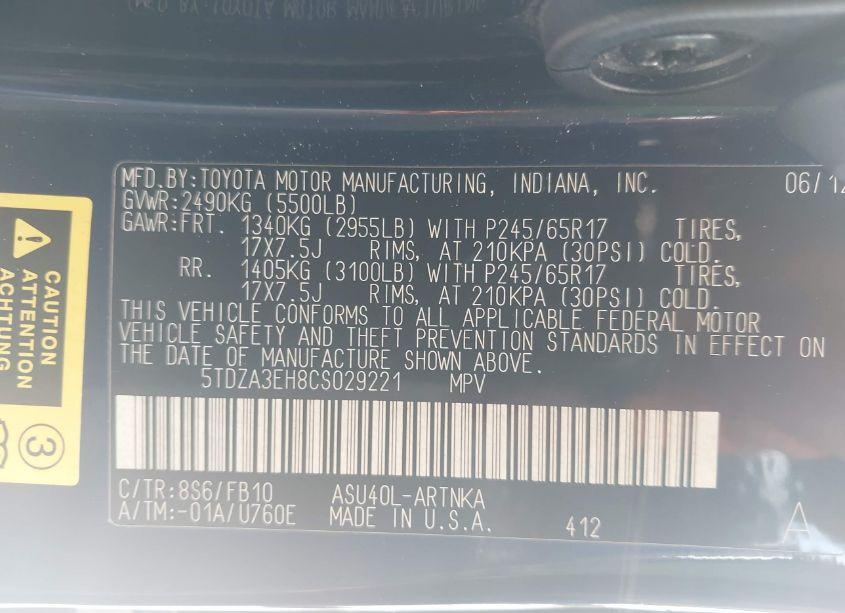 MFD.BY:TOYOTA MOTOR MANUFACTURING, INDIANA, INC. 06/12
GVWR:2490KG (5500LB)
GAWR:FRT. 1340KG (2955LB) WITH P245/65R17 TIRES,
17X7.5J RIMS, AT 210KPA (30PSI) COLD.
RR. 1405KG (3100LB) WITH P245/65R17 TIRES,
17X7.5J RIMS, AT 210KPA (30PSI) COLD.
THIS VEHICLE CONFORMS TO ALL APPLICABLE FEDERAL MOTOR
VEHICLE SAFETY AND THEFT PREVENTION STANDARDS IN EFFECT ON
THE DATE OF MANUFACTURE SHOWN ABOVE.
5TDZA3EH8CS029221 MPV
C/TR:8S6/FB10 ASU40L-ARTNKA
A/TM:-01A/U760E MADE IN U.S.A. 412 A
CAUTION
ATTENTION
ACHTUNG
3